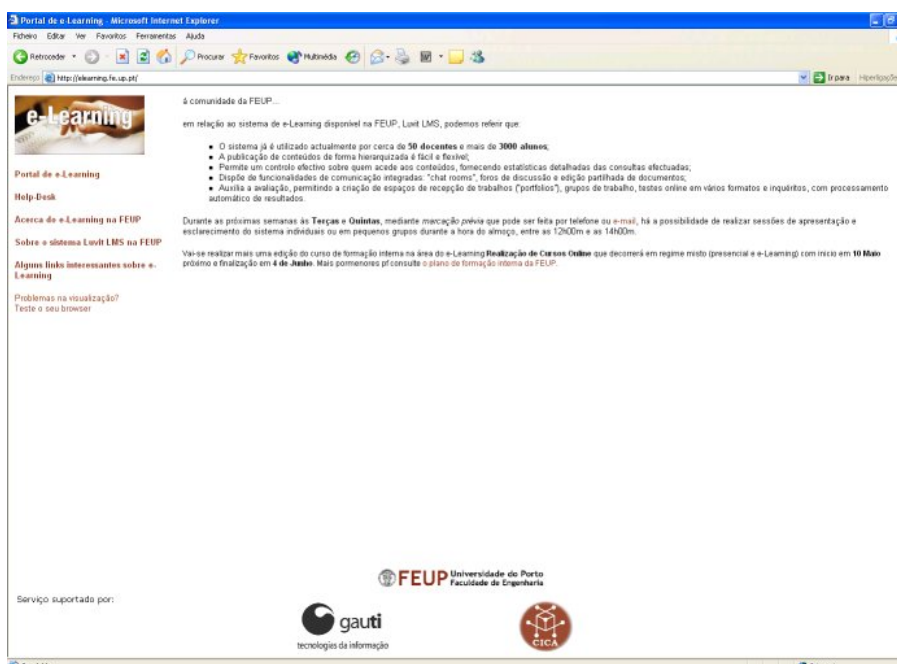 Portal de e-Learning - Microsoft Internet Explorer
Ficheiro Editar Ver Favoritos Ferramentas Ajuda
Retroceder Procurar Favoritos Multimédia
Endereço http://elearning.fe.up.pt/ Ir para Hiperligações
e-Learning
Portal de e-Learning
Help-Desk
Acerca do e-Learning na FEUP
Sobre o sistema Luvit LMS na FEUP
Alguns links interessantes sobre e-
Learning
Problemas na visualização?
Teste o seu browser
à comunidade da FEUP...
em relação ao sistema de e-Learning disponível na FEUP, Luvit LMS, podemos referir que:
● O sistema já é utilizado actualmente por cerca de 50 docentes e mais de 3000 alunos;
● A publicação de conteúdos de forma hierarquizada é fácil e flexível;
● Permite um controlo efectivo sobre quem acede aos conteúdos, fornecendo estatísticas detalhadas das consultas efectuadas;
● Dispõe de funcionalidades de comunicação integradas: "chat rooms", foros de discussão e edição partilhada de documentos;
● Auxilia a avaliação, permitindo a criação de espaços de recepção de trabalhos ("portfolios"), grupos de trabalho, testes online em vários formatos e inquéritos, com processamento
automático de resultados.
Durante as próximas semanas às Terças e Quintas, mediante marcação prévia que pode ser feita por telefone ou e-mail, há a possibilidade de realizar sessões de apresentação e
esclarecimento do sistema individuais ou em pequenos grupos durante a hora do almoço, entre as 12h00m e as 14h00m.
Vai-se realizar mais uma edição do curso de formação interna na área do e-Learning Realização de Cursos Online que decorrerá em regime misto (presencial e e-Learning) com inicio em 10 Maio
próximo e finalização em 4 de Junho. Mais pormenores pf consulte o plano de formação interna da FEUP.
FEUP Universidade do Porto
Faculdade de Engenharia
Serviço suportado por:
gauti
tecnologias da informação
CICA